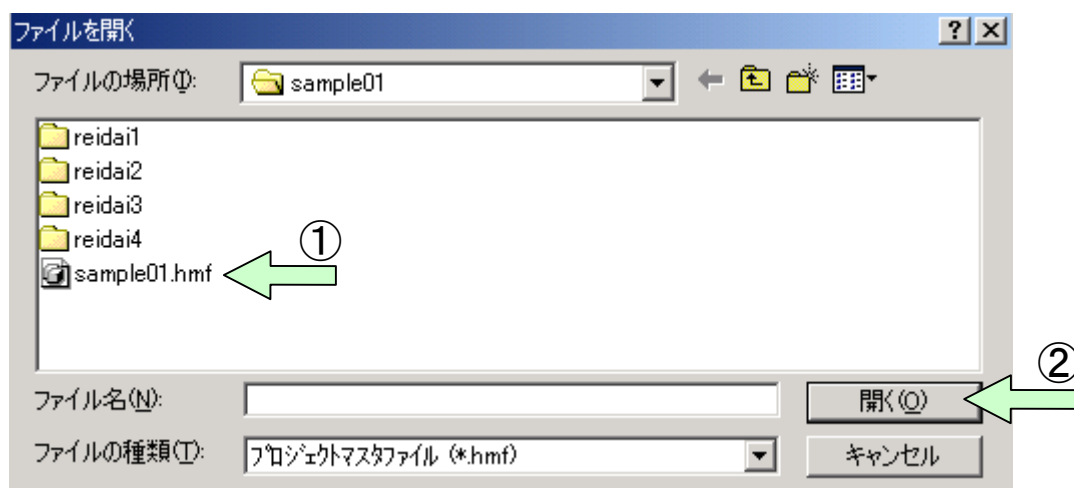 ファイルを開く
ファイルの場所(I):
sample01
reidai1
reidai2
reidai3
reidai4
sample01.hmf
①
②
ファイル名(N):
開く(O)
ファイルの種類(T):
プロジェクトマスタファイル (*.hmf)
キャンセル